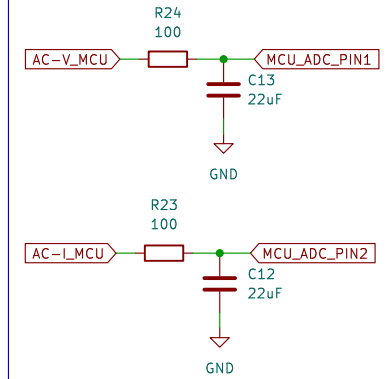 R24
100
AC-V_MCU
MCU_ADC_PIN1
C13
22uF
GND
R23
100
AC-I_MCU
MCU_ADC_PIN2
C12
22uF
GND